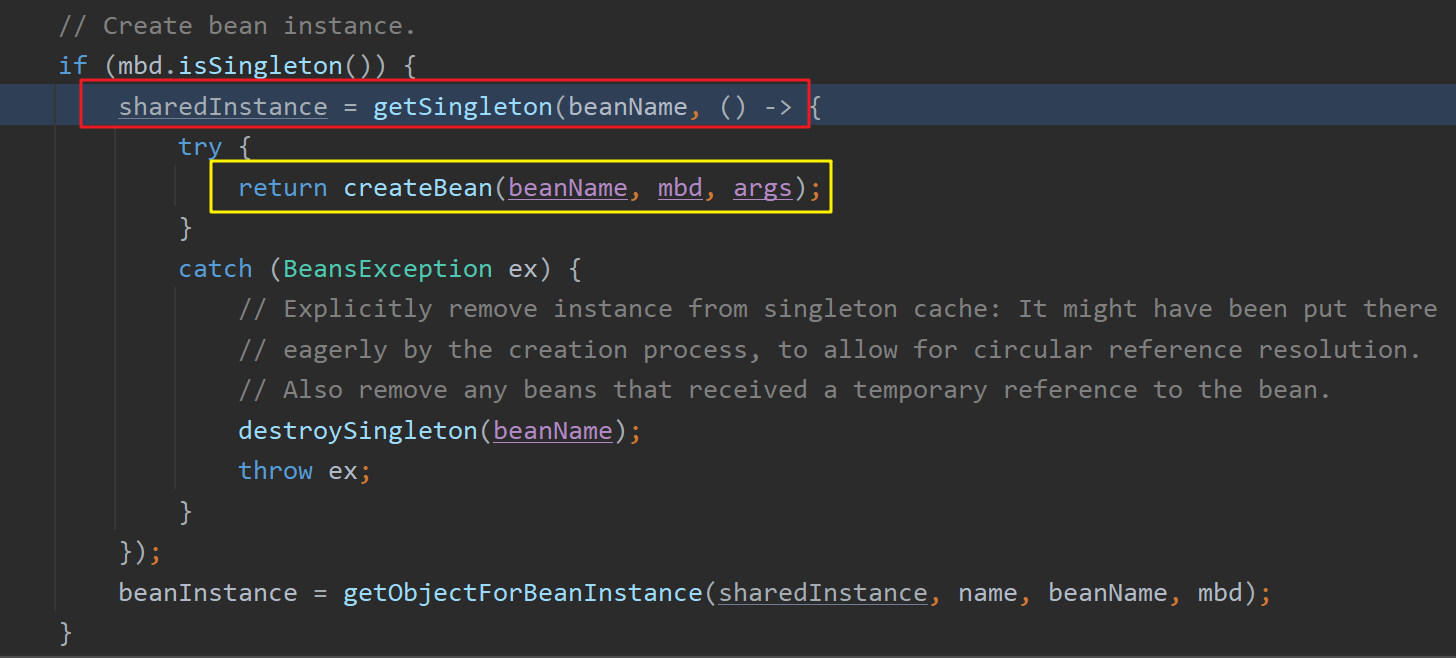 // Create bean instance.
if (mbd.isSingleton()) {
sharedInstance = getSingleton(beanName, () -> {
try {
return createBean(beanName, mbd, args);
}
catch (BeansException ex) {
// Explicitly remove instance from singleton cache: It might have been put there
// eagerly by the creation process, to allow for circular reference resolution.
// Also remove any beans that received a temporary reference to the bean.
destroySingleton(beanName);
throw ex;
}
});
beanInstance = getObjectForBeanInstance(sharedInstance, name, beanName, mbd);
}